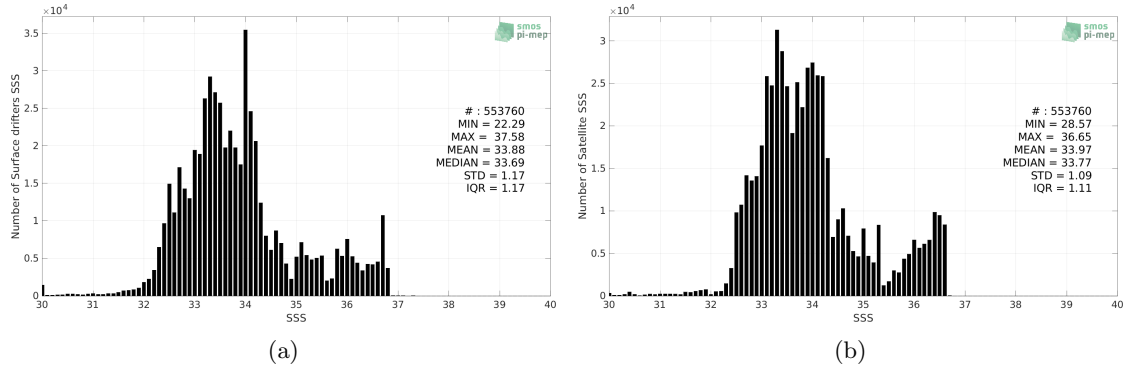 ×10⁴
3.5
3
2.5
2
1.5
1
0.5
0
Number of Surface drifters SSS
30 31 32 33 34 35 36 37 38 39 40
SSS
smos
pi-mep
# : 553760
MIN = 22.29
MAX = 37.58
MEAN = 33.88
MEDIAN = 33.69
STD = 1.17
IQR = 1.17
(a)
×10⁴
3
2.5
2
1.5
1
0.5
0
Number of Satellite SSS
30 31 32 33 34 35 36 37 38 39 40
SSS
smos
pi-mep
# : 553760
MIN = 28.57
MAX = 36.65
MEAN = 33.97
MEDIAN = 33.77
STD = 1.09
IQR = 1.11
(b)